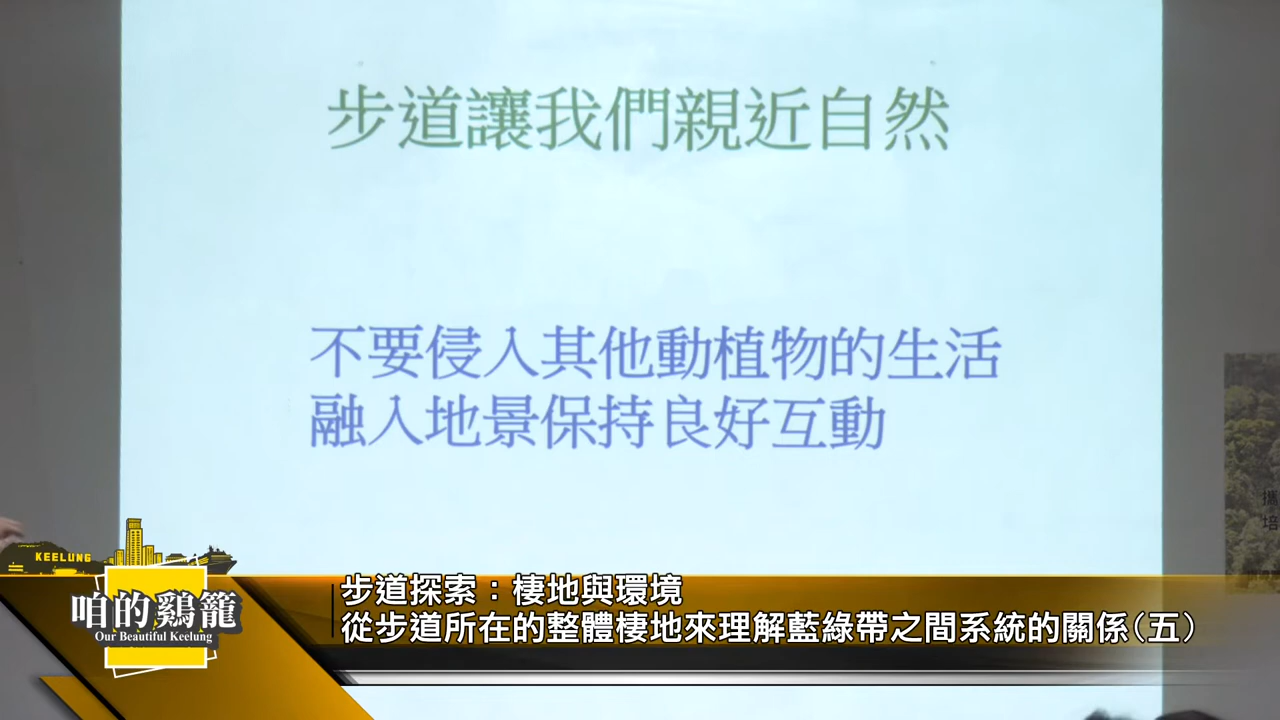 步道讓我們親近自然
不要侵入其他動植物的生活
融入地景保持良好互動
攜
培
KEELUNG
咱的鷄籠
Our Beautiful Keelung
步道探索：棲地與環境
從步道所在的整體棲地來理解藍綠帶之間系統的關係(五)